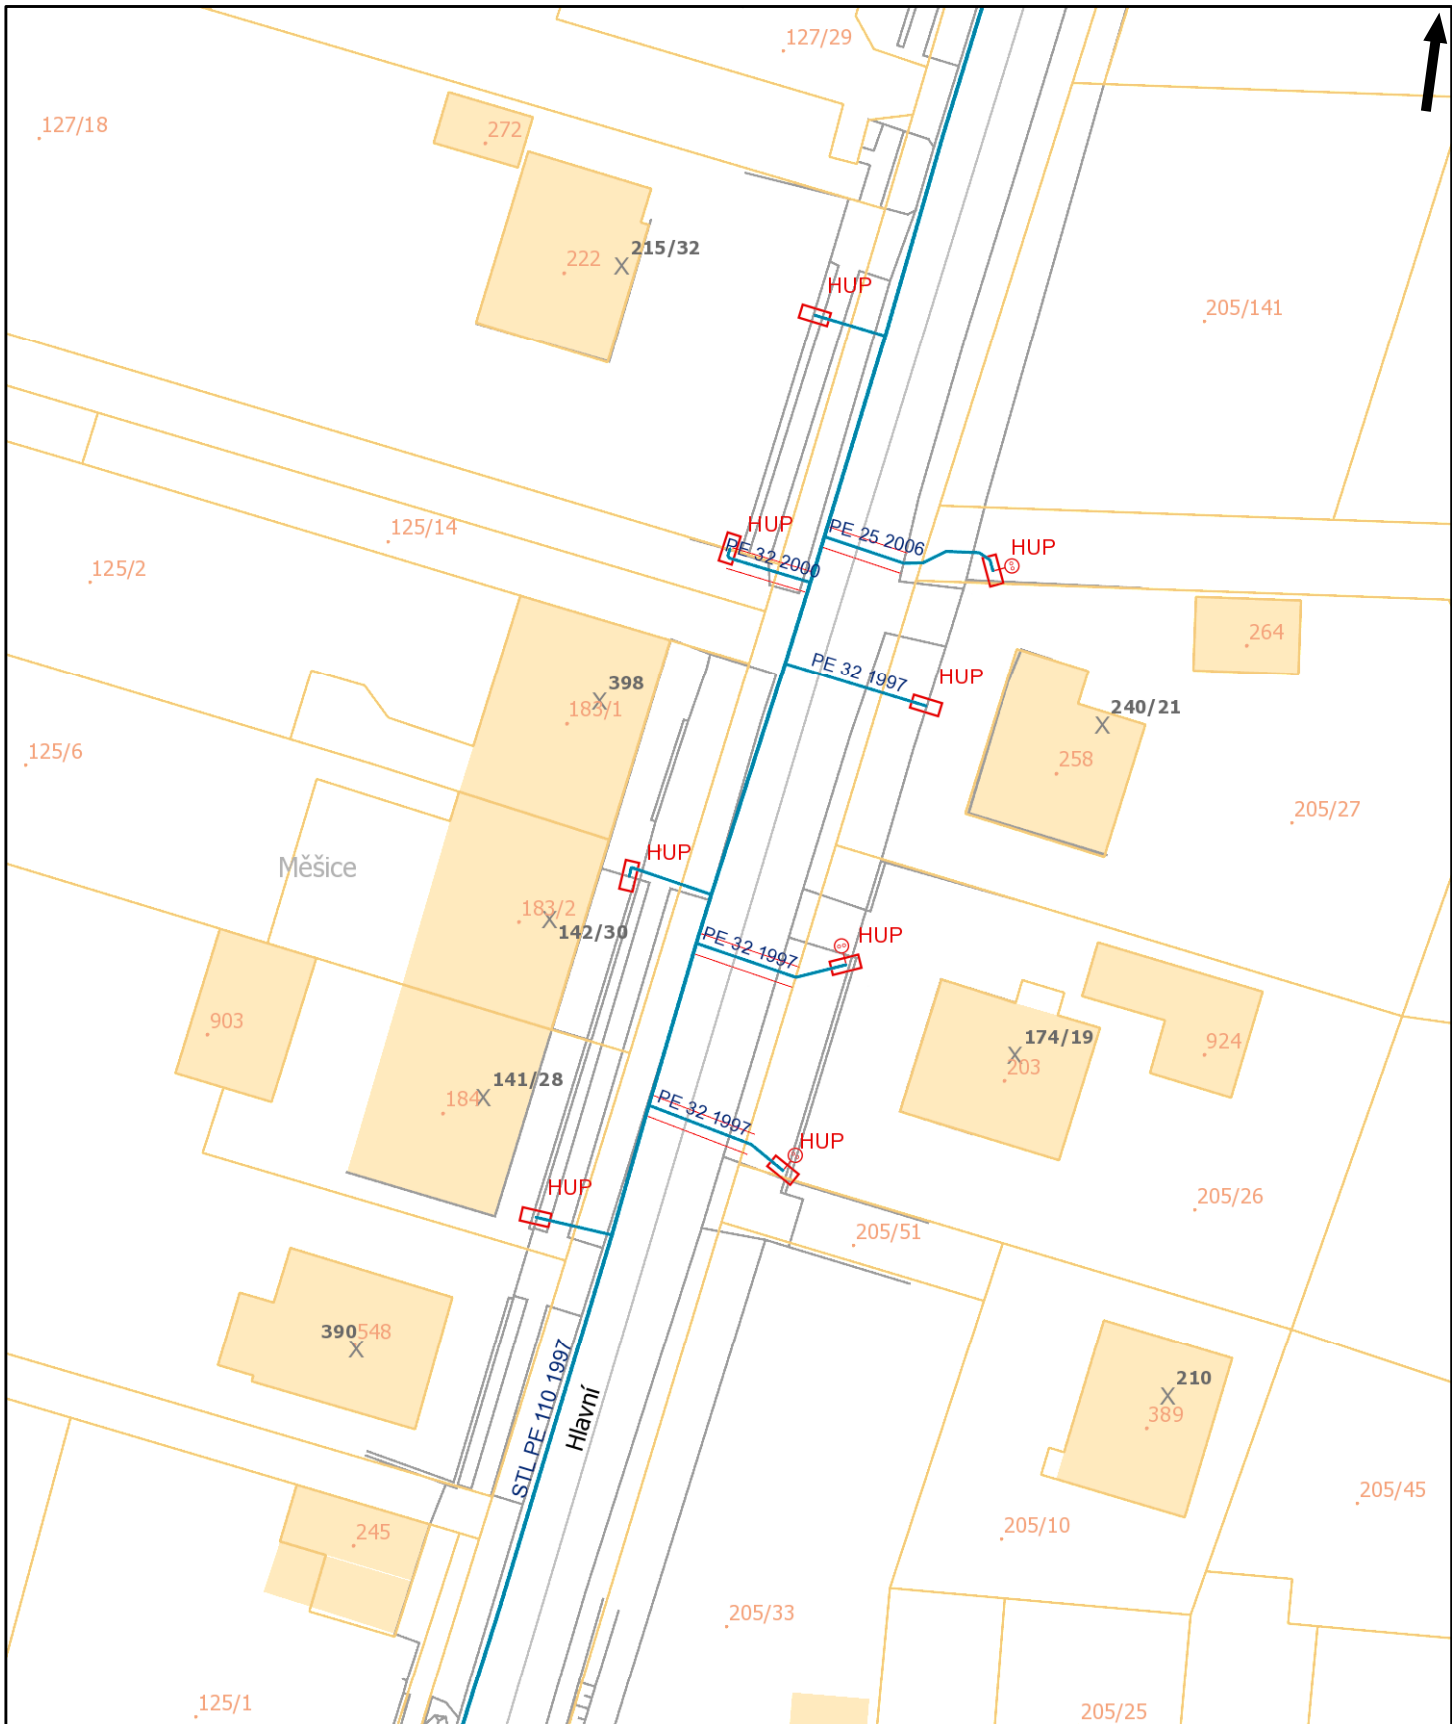 127/29
127/18
272
215/32
222
HUP
205/141
HUP
PE 25 2006
125/14
HUP
PE 32 2000
125/2
264
PE 32 1997
HUP
398
183/1
240/21
125/6
258
205/27
HUP
Měšice
183/2
142/30
PE 32 1997
HUP
903
174/19
924
203
141/28
184
PE 32 1997
HUP
HUP
205/26
205/51
390
548
STL PE 110 1997
Hlavní
210
389
205/45
245
205/10
205/33
125/1
205/25